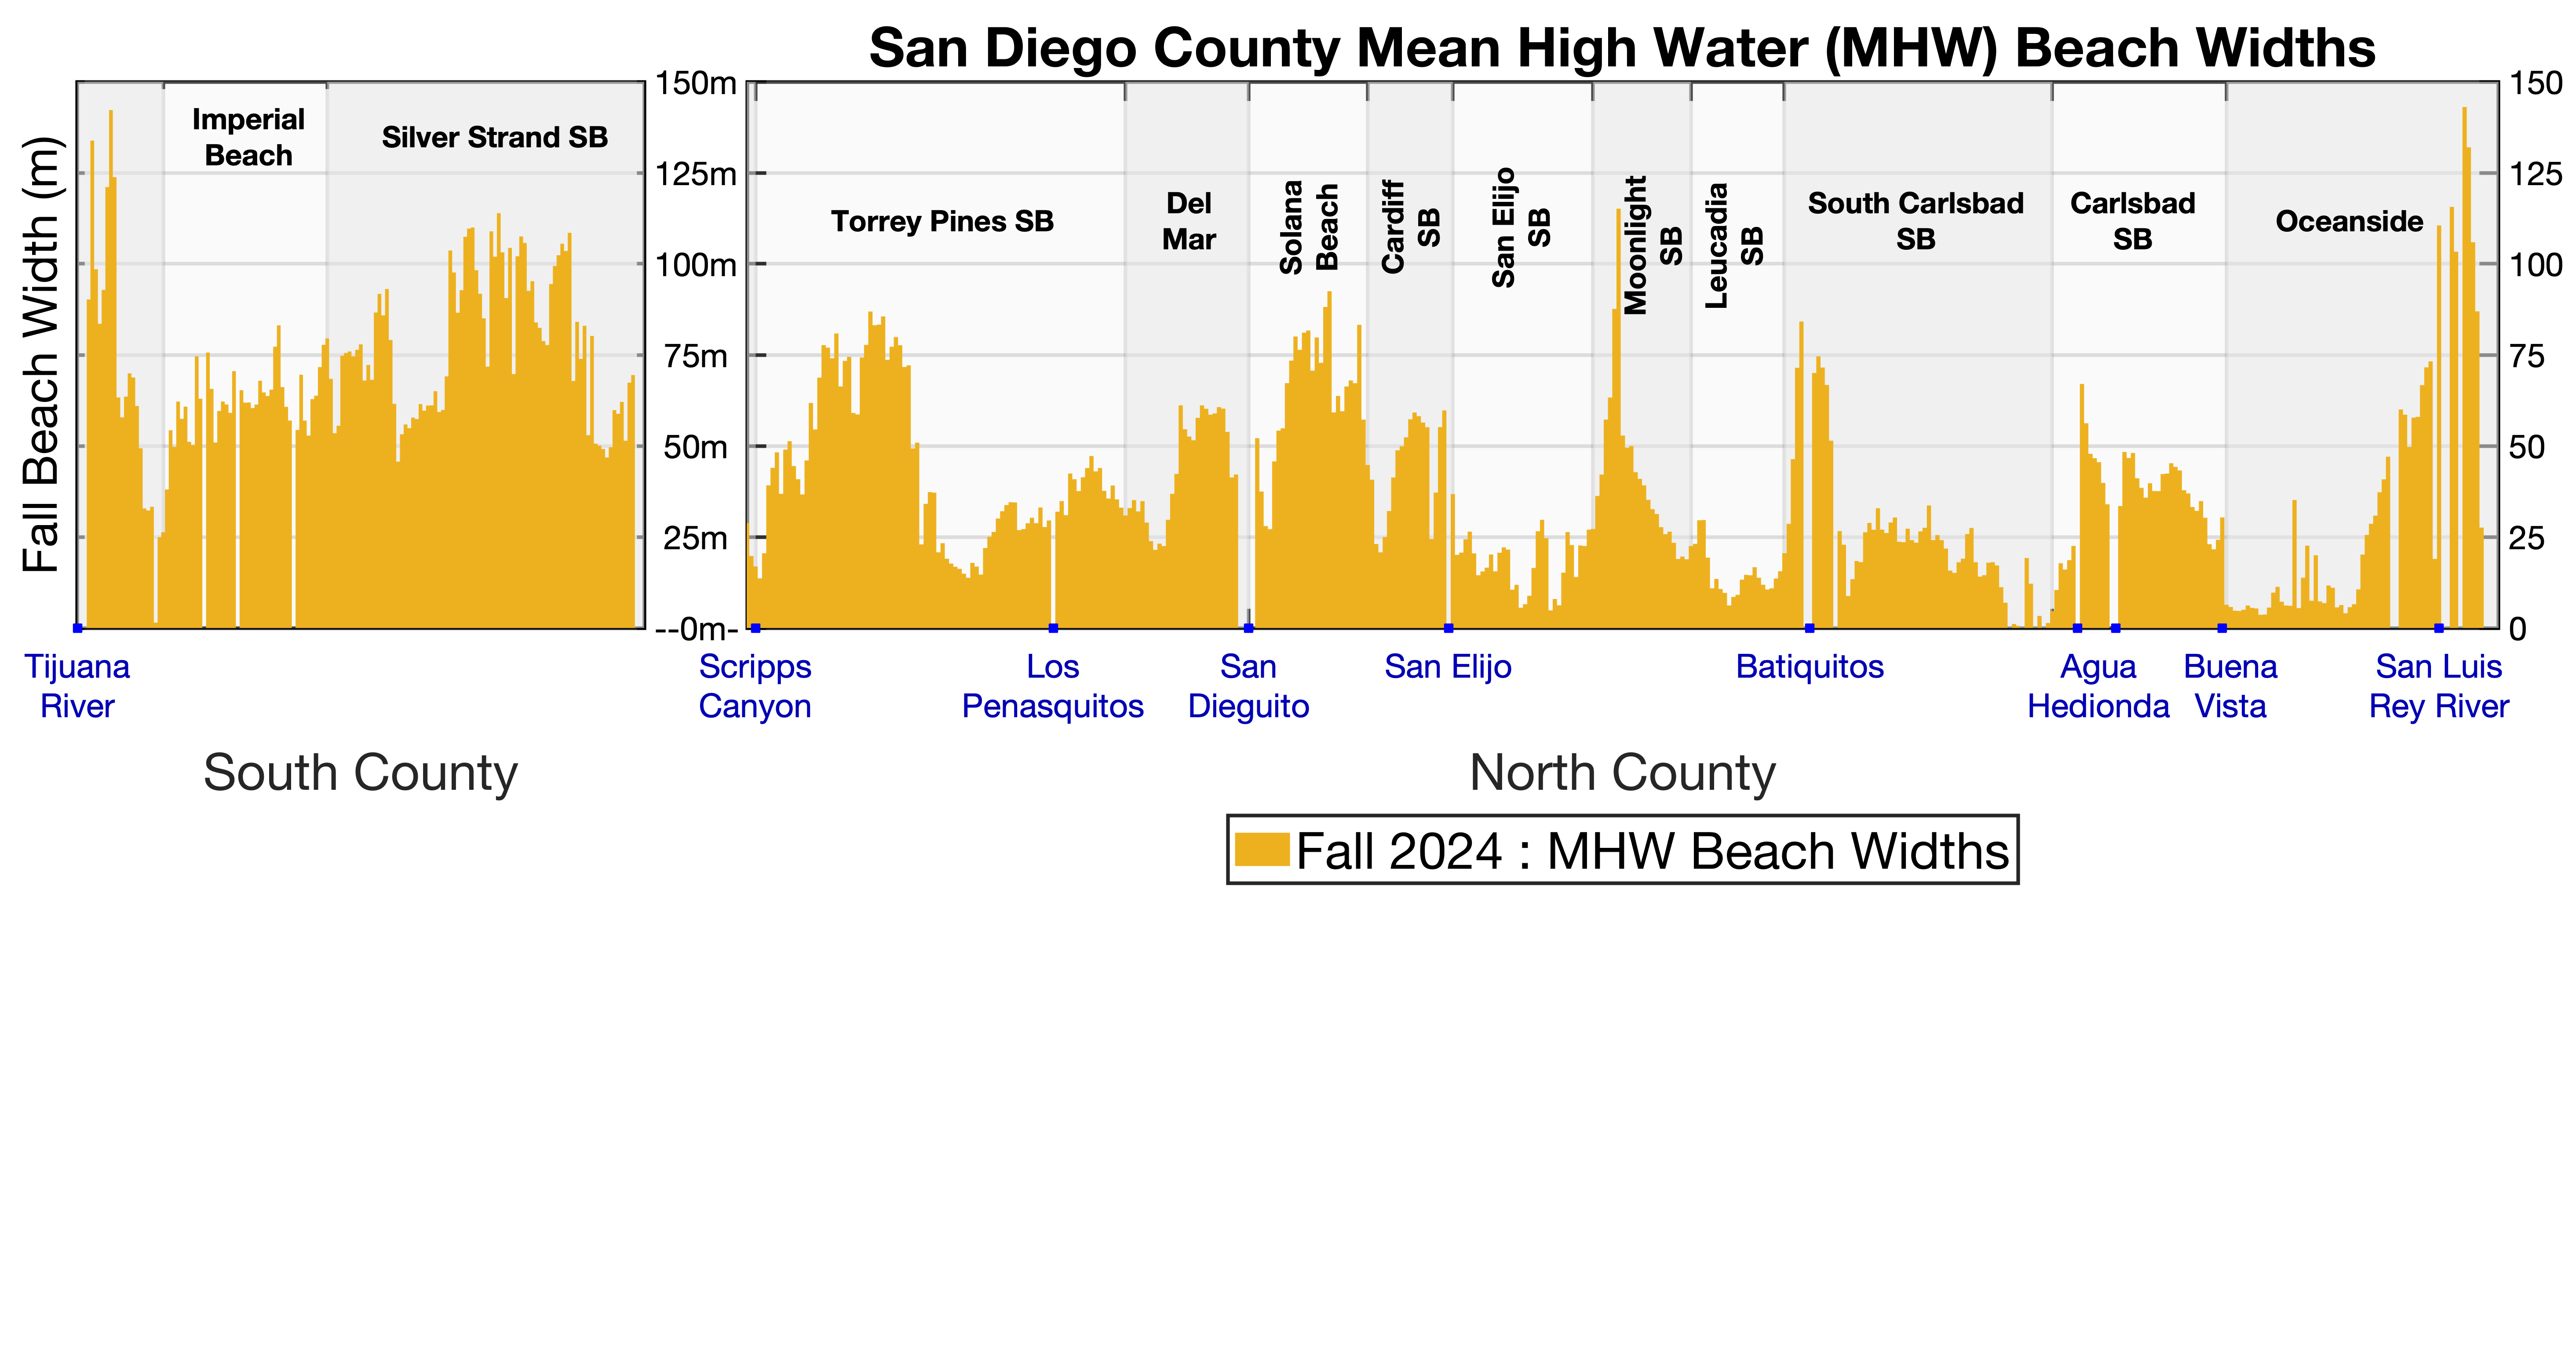 San Diego County Mean High Water (MHW) Beach Widths
Fall Beach Width (m)
150m
125m
100m
75m
50m
25m
--0m-
150
125
100
75
50
25
0
Imperial
Beach
Silver Strand SB
Torrey Pines SB
Del
Mar
Solana
Beach
Cardiff
SB
San Elijo
SB
Moonlight
SB
Leucadia
SB
South Carlsbad
SB
Carlsbad
SB
Oceanside
Tijuana
River
Scripps
Canyon
Los
Penasquitos
San
Dieguito
San Elijo
Batiquitos
Agua
Hedionda
Buena
Vista
San Luis
Rey River
South County
North County
Fall 2024 : MHW Beach Widths